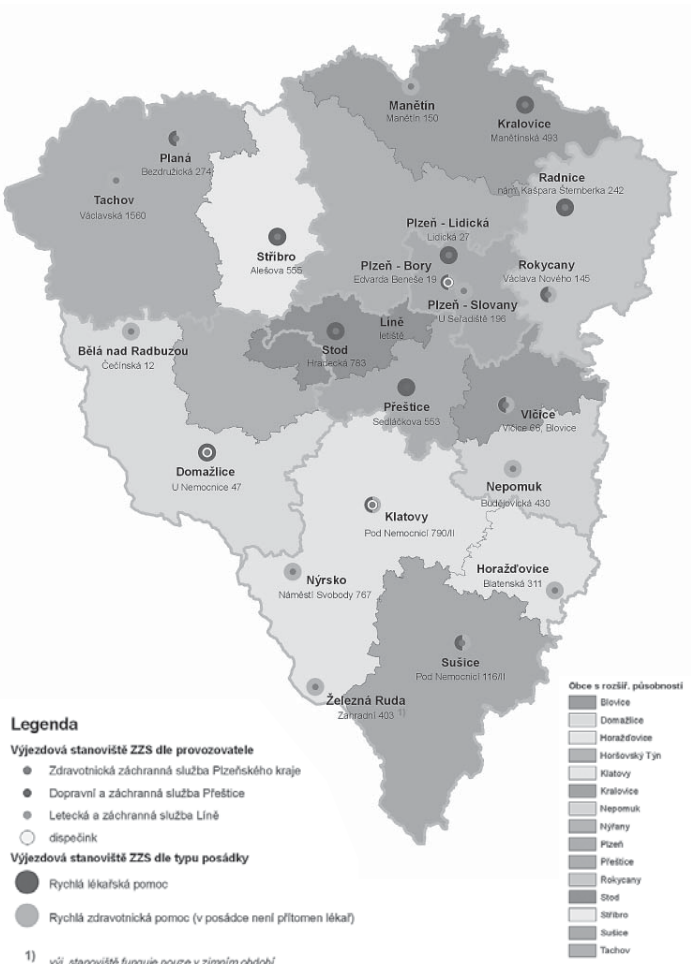 Manětín
Manětín 150
Kralovice
Manětínská 493
Planá
Bezdružická 274
Radnice
nám. Kašpara Šternberka 242
Tachov
Václavská 1560
Plzeň - Lidická
Lidická 27
Stříbro
Alešova 555
Plzeň - Bory
Edvarda Beneše 19
Rokycany
Václava Nového 145
Plzeň - Slovany
U Seřadiště 196
Líně
letiště
Bělá nad Radbuzou
Čečínská 12
Stod
Hradecká 783
Přeštice
Sedláčkova 553
Vlčice
Vlčice 66, Blovice
Domažlice
U Nemocnice 47
Nepomuk
Budějovická 430
Klatovy
Pod Nemocnicí 790/II
Horažďovice
Blatenská 311
Nýrsko
Náměstí Svobody 767
Sušice
Pod Nemocnicí 116/II
Železná Ruda
Zahradní 403 1)
Legenda
Výjezdová stanoviště ZZS dle provozovatele
Zdravotnická záchranná služba Plzeňského kraje
Dopravní a záchranná služba Přeštice
Letecká a záchranná služba Líně
dispečink
Výjezdová stanoviště ZZS dle typu posádky
Rychlá lékařská pomoc
Rychlá zdravotnická pomoc (v posádce není přítomen lékař)
1) výj. stanoviště funguje pouze v zimním období
Obce s rozšíř. působností
Blovice
Domažlice
Horažďovice
Horšovský Týn
Klatovy
Kralovice
Nepomuk
Nýřany
Plzeň
Přeštice
Rokycany
Stod
Stříbro
Sušice
Tachov